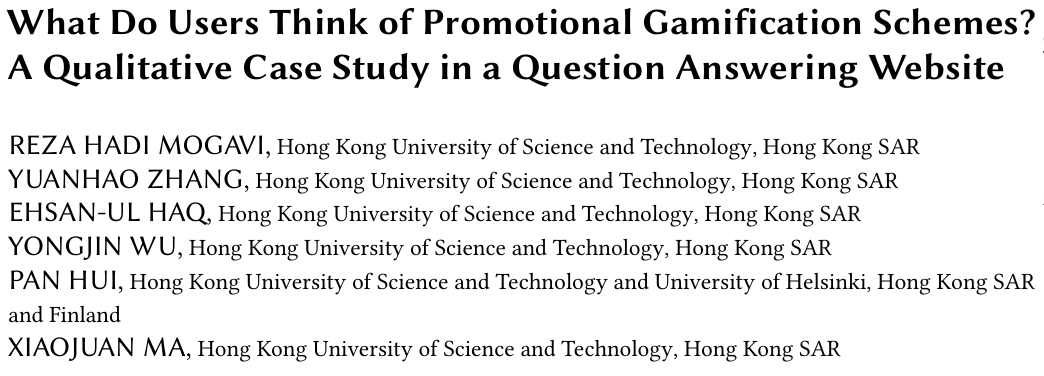 What Do Users Think of Promotional Gamification Schemes?
A Qualitative Case Study in a Question Answering Website
REZA HADI MOGAVI, Hong Kong University of Science and Technology, Hong Kong SAR
YUANHAO ZHANG, Hong Kong University of Science and Technology, Hong Kong SAR
EHSAN-UL HAQ, Hong Kong University of Science and Technology, Hong Kong SAR
YONGJIN WU, Hong Kong University of Science and Technology, Hong Kong SAR
PAN HUI, Hong Kong University of Science and Technology and University of Helsinki, Hong Kong SAR
and Finland
XIAOJUAN MA, Hong Kong University of Science and Technology, Hong Kong SAR